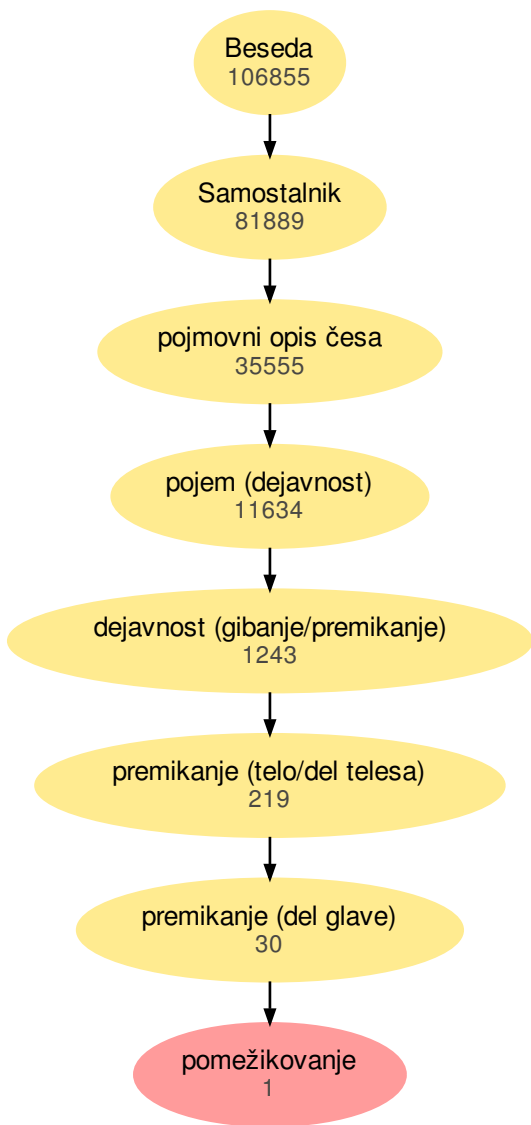 Beseda
106855
Samostalnik
81889
pojmovni opis česa
35555
pojem (dejavnost)
11634
dejavnost (gibanje/premikanje)
1243
premikanje (telo/del telesa)
219
premikanje (del glave)
30
pomežikovanje
1